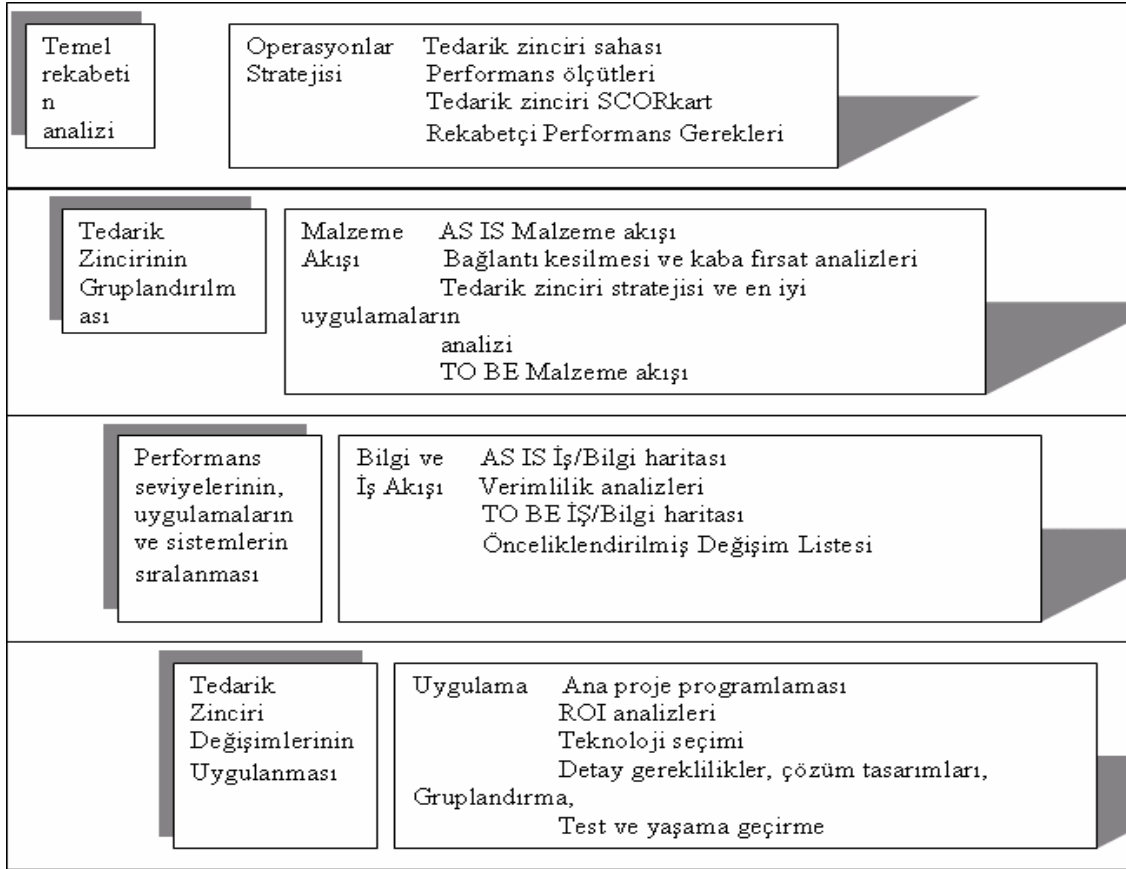 Temel
rekabeti
n
analizi
Operasyonlar Tedarik zinciri sahası
Stratejisi Performans ölçütleri
Tedarik zinciri SCORkart
Rekabetçi Performans Gerekleri
Tedarik
Zincirinin
Gruplandırılm
ası
Malzeme AS IS Malzeme akışı
Akışı Bağlantı kesilmesi ve kaba fırsat analizleri
Tedarik zinciri stratejisi ve en iyi
uygulamaların
analizi
TO BE Malzeme akışı
Performans
seviyelerinin,
uygulamaların
ve sistemlerin
sıralanması
Bilgi ve AS IS İş/Bilgi haritası
İş Akışı Verimlilik analizleri
TO BE İŞ/Bilgi haritası
Önceliklendirilmiş Değişim Listesi
Tedarik
Zinciri
Değişimlerinin
Uygulanması
Uygulama Ana proje programlaması
ROI analizleri
Teknoloji seçimi
Detay gereklilikler, çözüm tasarımları,
Gruplandırma,
Test ve yaşama geçirme